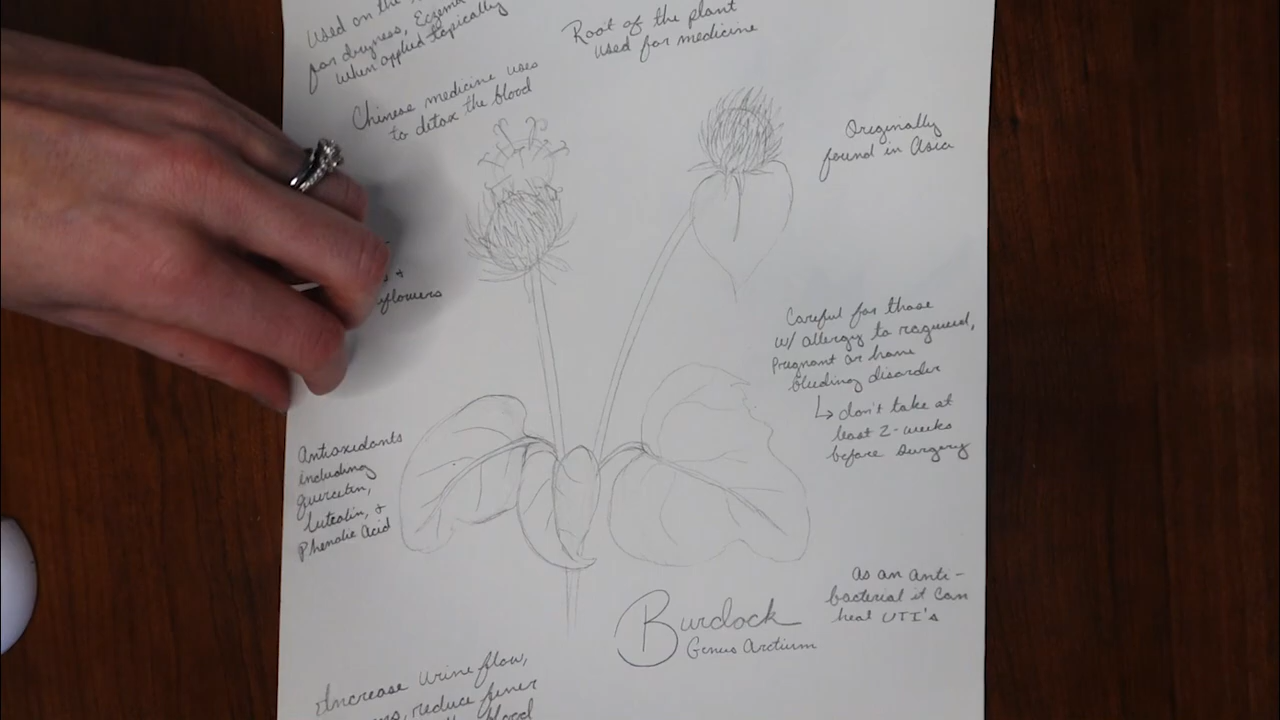 used on the
for dryness, Eczema
when applied topically
Root of the plant
used for medicine
Chinese medicine uses
to detox the blood
Originally
found in Asia
+
flowers
Careful for those
w/ allergy to ragweed,
Pregnant or have
bleeding disorder
↳ don't take at
least 2-weeks
before surgery
Antioxidants
including
quercetin,
luteolin, +
Phenolic Acid
as an anti-
bacterial it can
heal UTI's
Burdock
Genus Arctium
Increase urine flow,
reduce fever
blood